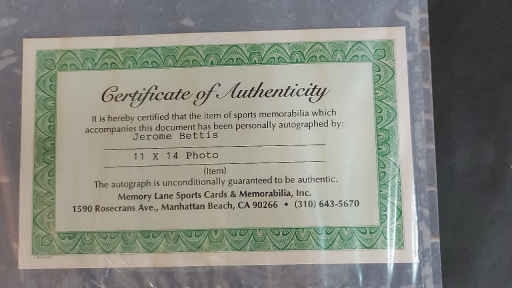 Certificate of Authenticity
It is hereby certified that the item of sports memorabilia which
accompanies this document has been personally autographed by:
Jerome Bettis
11 X 14 Photo
(Item)
The autograph is unconditionally guaranteed to be authentic.
Memory Lane Sports Cards & Memorabilia, Inc.
1590 Rosecrans Ave., Manhattan Beach, CA 90266 • (310) 643-5670